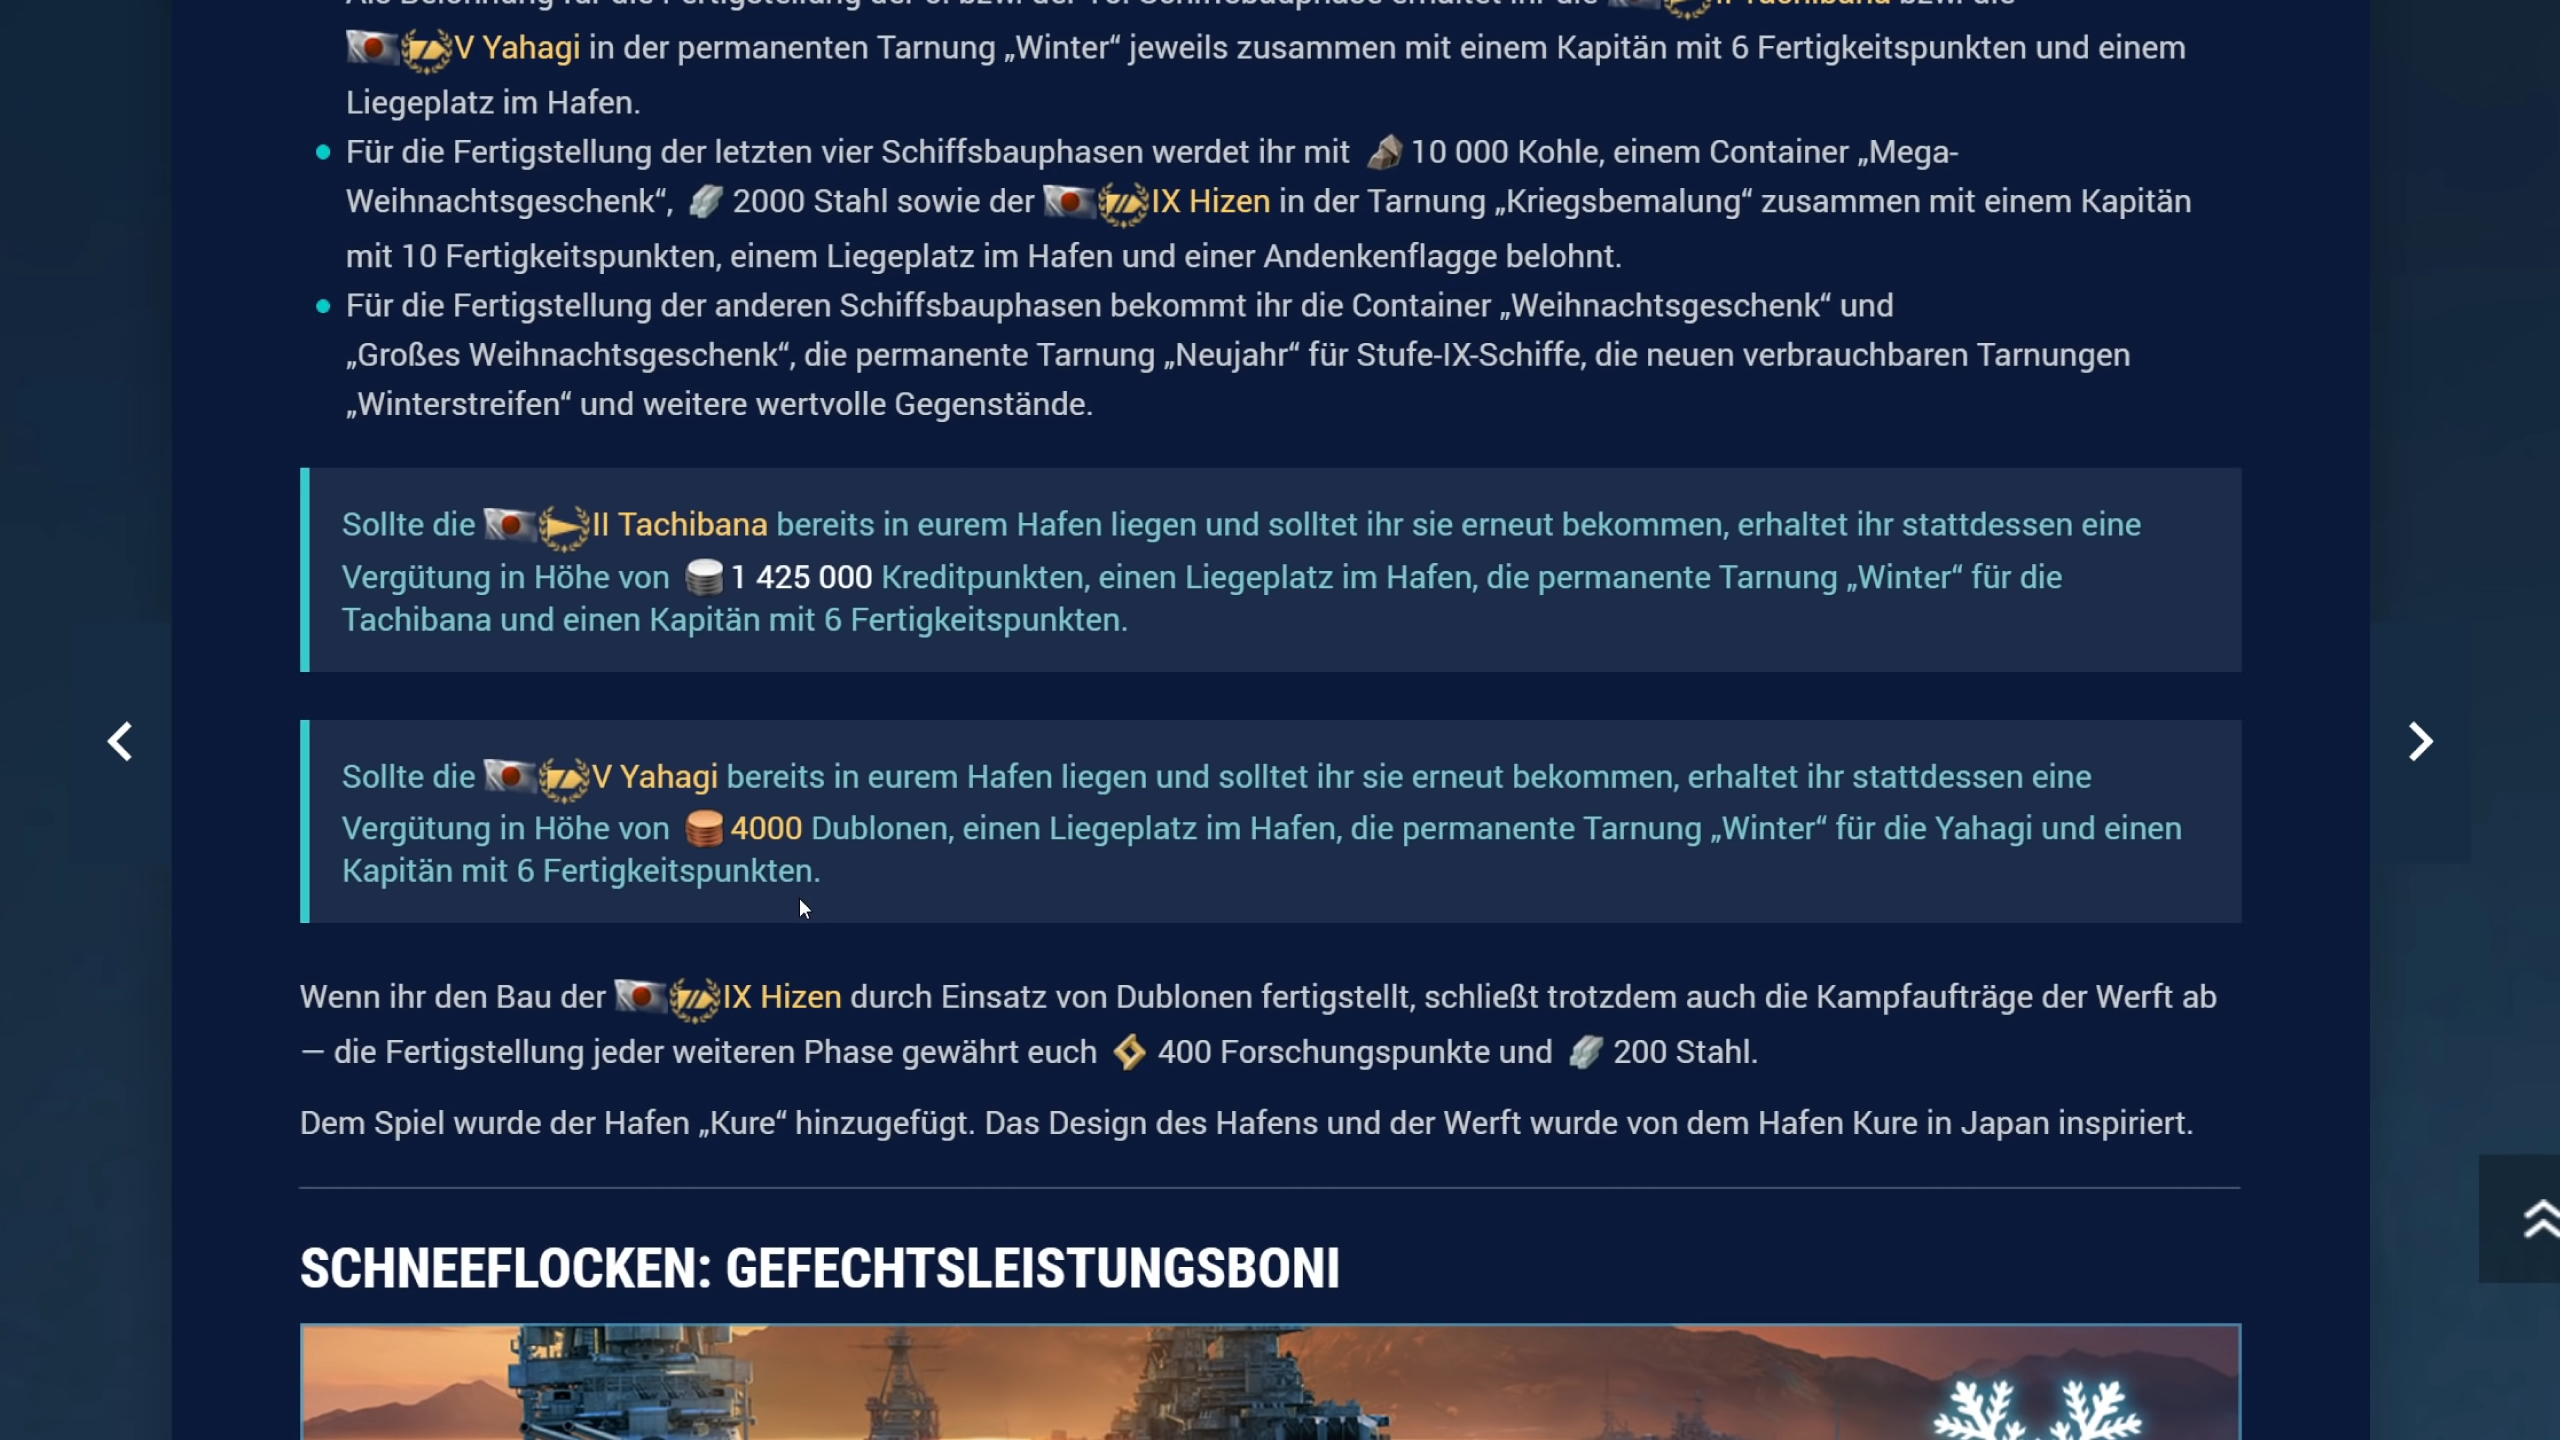 V Yahagi in der permanenten Tarnung „Winter“ jeweils zusammen mit einem Kapitän mit 6 Fertigkeitspunkten und einem
Liegeplatz im Hafen.
Für die Fertigstellung der letzten vier Schiffsbauphasen werdet ihr mit 10 000 Kohle, einem Container „Mega-
Weihnachtsgeschenk“, 2000 Stahl sowie der IX Hizen in der Tarnung „Kriegsbemalung“ zusammen mit einem Kapitän
mit 10 Fertigkeitspunkten, einem Liegeplatz im Hafen und einer Andenkenflagge belohnt.
Für die Fertigstellung der anderen Schiffsbauphasen bekommt ihr die Container „Weihnachtsgeschenk“ und
„Großes Weihnachtsgeschenk“, die permanente Tarnung „Neujahr“ für Stufe-IX-Schiffe, die neuen verbrauchbaren Tarnungen
„Winterstreifen“ und weitere wertvolle Gegenstände.
Sollte die II Tachibana bereits in eurem Hafen liegen und solltet ihr sie erneut bekommen, erhaltet ihr stattdessen eine
Vergütung in Höhe von 1 425 000 Kreditpunkten, einen Liegeplatz im Hafen, die permanente Tarnung „Winter“ für die
Tachibana und einen Kapitän mit 6 Fertigkeitspunkten.
Sollte die V Yahagi bereits in eurem Hafen liegen und solltet ihr sie erneut bekommen, erhaltet ihr stattdessen eine
Vergütung in Höhe von 4000 Dublonen, einen Liegeplatz im Hafen, die permanente Tarnung „Winter“ für die Yahagi und einen
Kapitän mit 6 Fertigkeitspunkten.
Wenn ihr den Bau der IX Hizen durch Einsatz von Dublonen fertigstellt, schließt trotzdem auch die Kampfaufträge der Werft ab
— die Fertigstellung jeder weiteren Phase gewährt euch 400 Forschungspunkte und 200 Stahl.
Dem Spiel wurde der Hafen „Kure“ hinzugefügt. Das Design des Hafens und der Werft wurde von dem Hafen Kure in Japan inspiriert.
SCHNEEFLOCKEN: GEFECHTSLEISTUNGSBONI